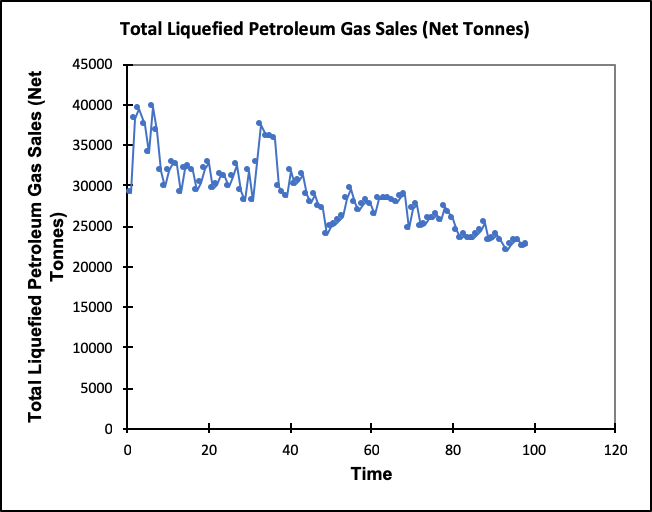 Total Liquefied Petroleum Gas Sales (Net Tonnes)
Total Liquefied Petroleum Gas Sales (Net
Tonnes)
45000
40000
35000
30000
25000
20000
15000
10000
5000
0
0 20 40 60 80 100 120
Time